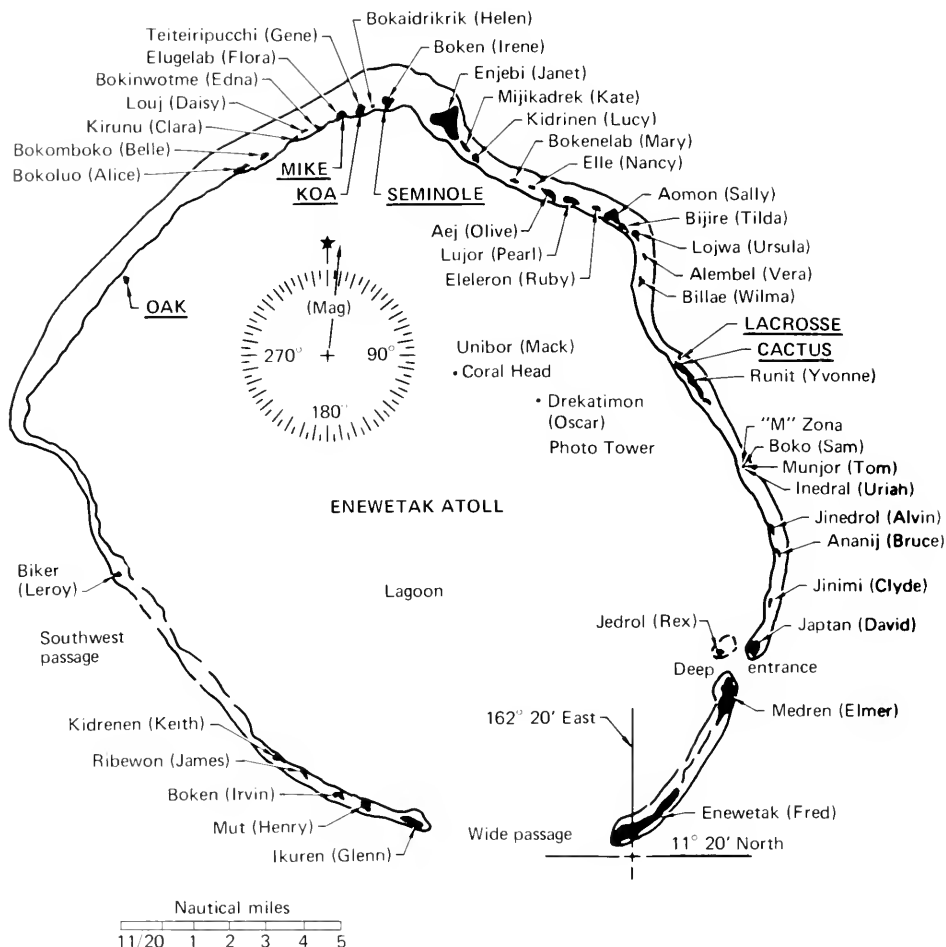 Bokaidrikrik (Helen)
Teiteiripucchi (Gene)
Boken (Irene)
Elugelab (Flora)
Enjebi (Janet)
Bokinwotme (Edna)
Mijikadrek (Kate)
Louj (Daisy)
Kidrinen (Lucy)
Kirunu (Clara)
Bokenelab (Mary)
Bokomboko (Belle)
Elle (Nancy)
Bokoluo (Alice)
MIKE
KOA
SEMINOLE
Aomon (Sally)
Bijire (Tilda)
Aej (Olive)
Lojwa (Ursula)
Lujor (Pearl)
Alembel (Vera)
Eleleron (Ruby)
Billae (Wilma)
OAK
(Mag)
270°
90°
180°
LACROSSE
CACTUS
Unibor (Mack)
Coral Head
Runit (Yvonne)
Drekatimon
(Oscar)
Photo Tower
"M" Zona
Boko (Sam)
Munjor (Tom)
Inedral (Uriah)
ENEWETAK ATOLL
Jinedrol (Alvin)
Ananij (Bruce)
Biker
(Leroy)
Lagoon
Jinimi (Clyde)
Jedrol (Rex)
Japtan (David)
Southwest
passage
Deep entrance
Medren (Elmer)
162° 20' East
Kidrenen (Keith)
Ribewon (James)
Boken (Irvin)
Mut (Henry)
Ikuren (Glenn)
Wide passage
Enewetak (Fred)
11° 20' North
Nautical miles
11/20 1 2 3 4 5